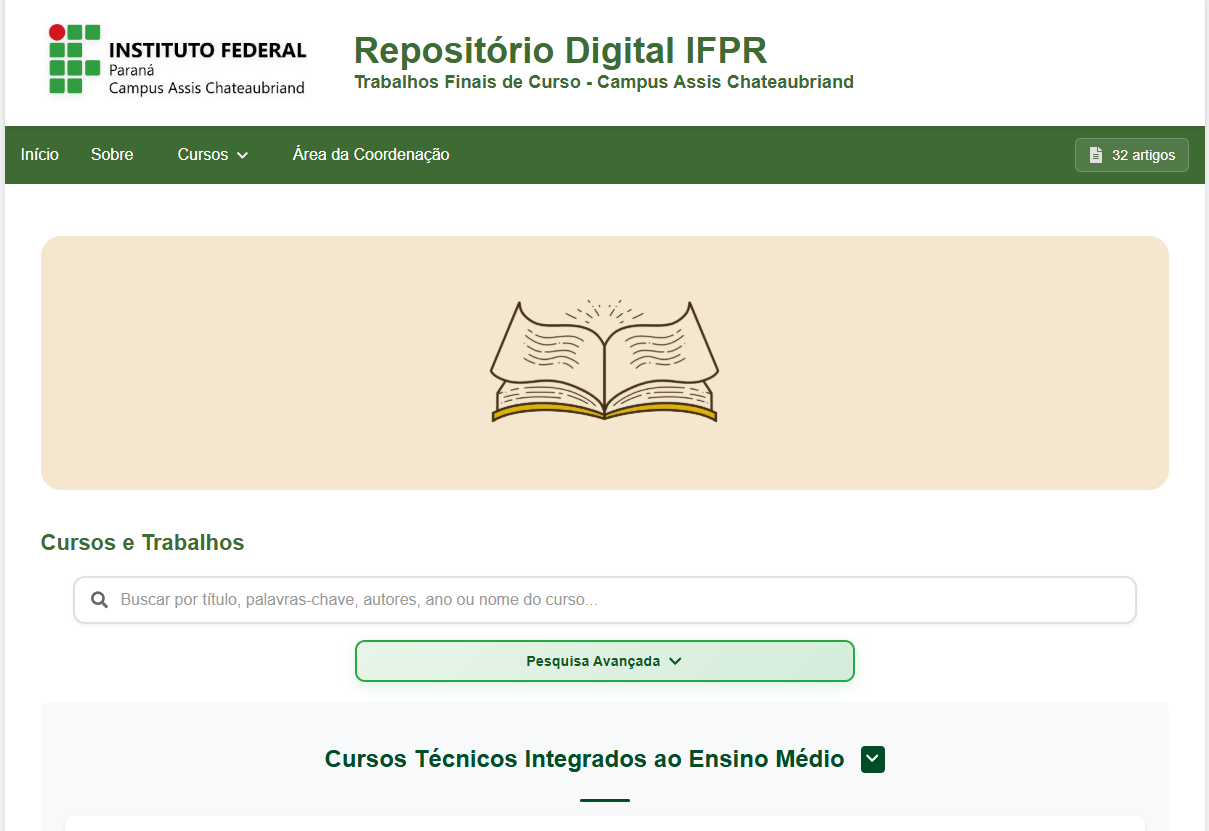 INSTITUTO FEDERAL
Paraná
Campus Assis Chateaubriand
Repositório Digital IFPR
Trabalhos Finais de Curso - Campus Assis Chateaubriand
Início Sobre Cursos Área da Coordenação 32 artigos
Cursos e Trabalhos
Buscar por título, palavras-chave, autores, ano ou nome do curso...
Pesquisa Avançada
Cursos Técnicos Integrados ao Ensino Médio